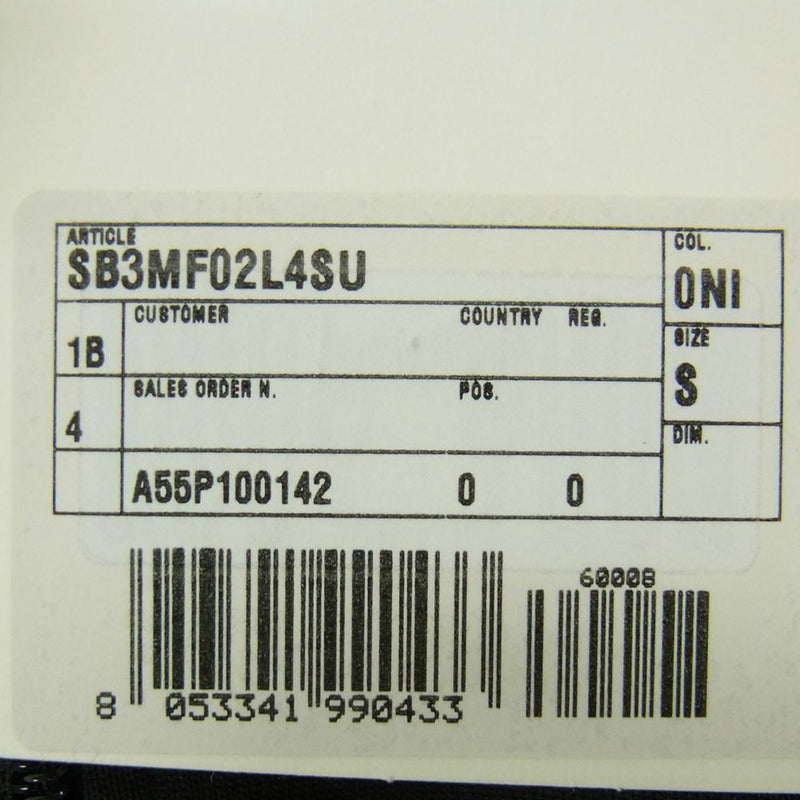 ARTICLE
SB3MF02L4SU
COL.
0NI
CUSTOMER COUNTRY REG.
1B
SIZE
S
SALES ORDER N. POS.
4
DIM.
A55P100142 0 0
60008
8 053341 990433